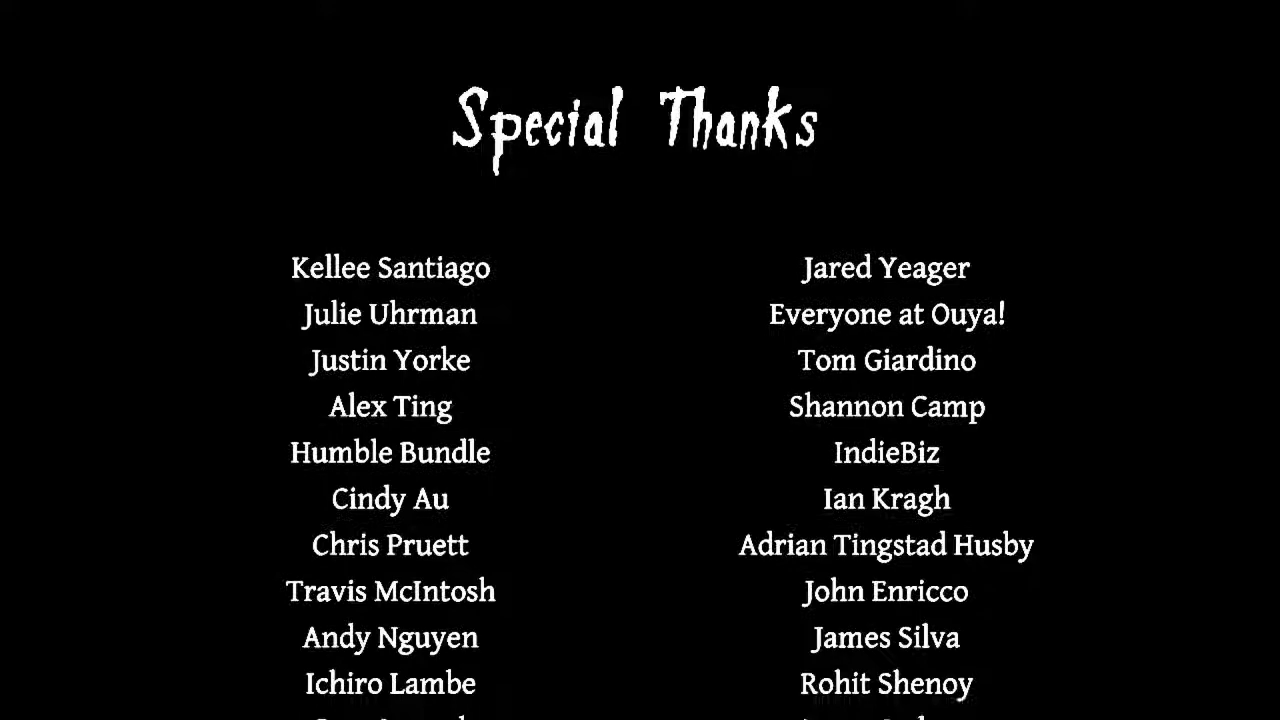 Special Thanks
Kellee Santiago
Jared Yeager
Julie Uhrman
Everyone at Ouya!
Justin Yorke
Tom Giardino
Alex Ting
Shannon Camp
Humble Bundle
IndieBiz
Cindy Au
Ian Kragh
Chris Pruett
Adrian Tingstad Husby
Travis McIntosh
John Enricco
Andy Nguyen
James Silva
Ichiro Lambe
Rohit Shenoy